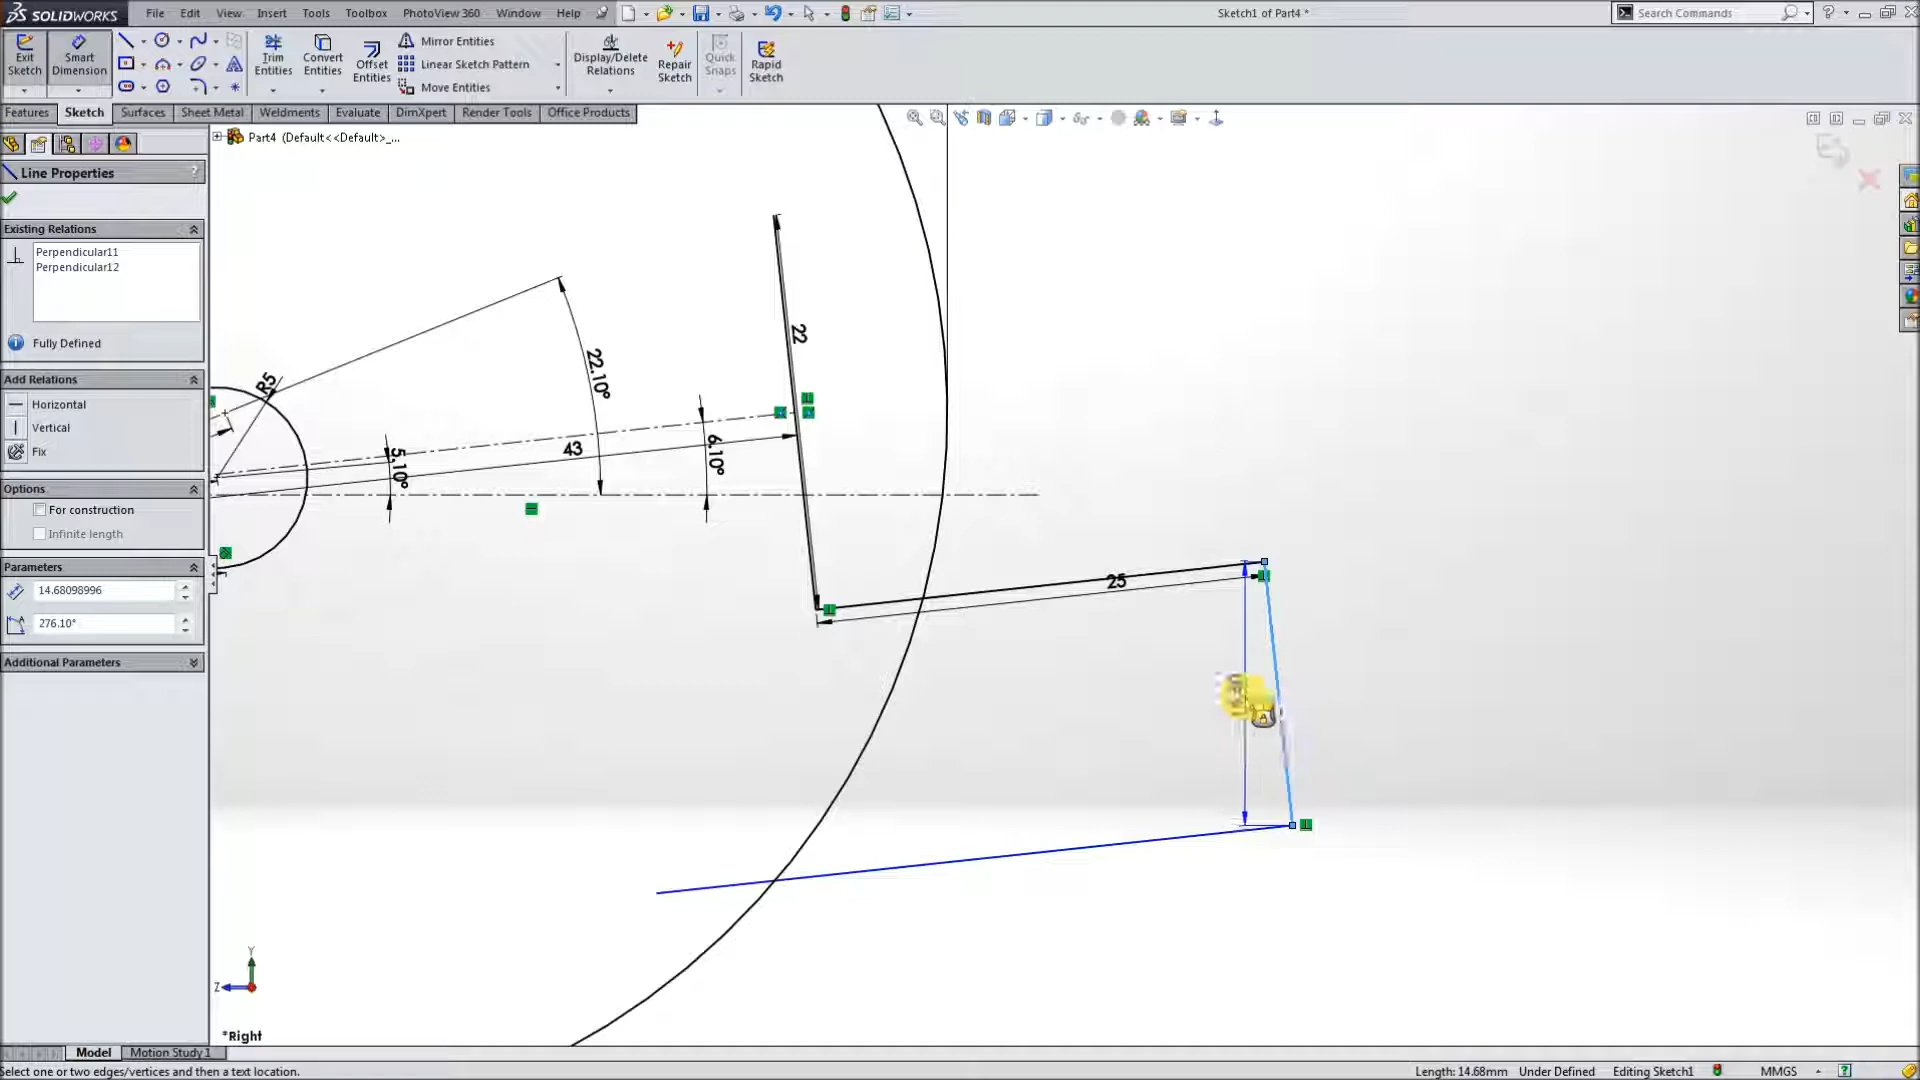 SOLIDWORKS
File Edit View Insert Tools Toolbox PhotoView 360 Window Help
Sketch1 of Part4 *
Search Commands
Exit Sketch
Smart Dimension
Trim Entities
Convert Entities
Offset Entities
Mirror Entities
Linear Sketch Pattern
Move Entities
Display/Delete Relations
Repair Sketch
Quick Snaps
Rapid Sketch
Features Sketch Surfaces Sheet Metal Weldments Evaluate DimXpert Render Tools Office Products
Part4 (Default<<Default>_...
Line Properties
?
Existing Relations
Perpendicular11
Perpendicular12
Fully Defined
Add Relations
Horizontal
Vertical
Fix
Options
For construction
Infinite length
Parameters
14.68098996
276.10°
Additional Parameters
R5
22.10°
22
43
5.10°
6.10°
25
Y
Z
*Right
Model Motion Study 1
Select one or two edges/vertices and then a text location.
Length: 14.68mm Under Defined Editing Sketch1 MMGS